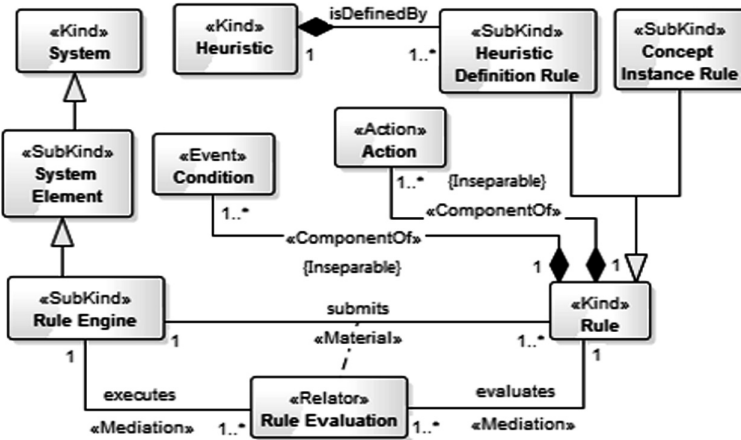 «Kind»
System
«Kind»
Heuristic
isDefinedBy
1
1..*
«SubKind»
Heuristic
Definition Rule
«SubKind»
Concept
Instance Rule
«SubKind»
System
Element
«Event»
Condition
«Action»
Action
1..*
{Inseparable}
«ComponentOf»
1..*
«ComponentOf»
{Inseparable}
1
1
«SubKind»
Rule Engine
submits
«Kind»
Rule
1
«Material»
1..*
1
1
executes
«Mediation»
1..*
«Relator»
Rule Evaluation
evaluates
1..*
«Mediation»